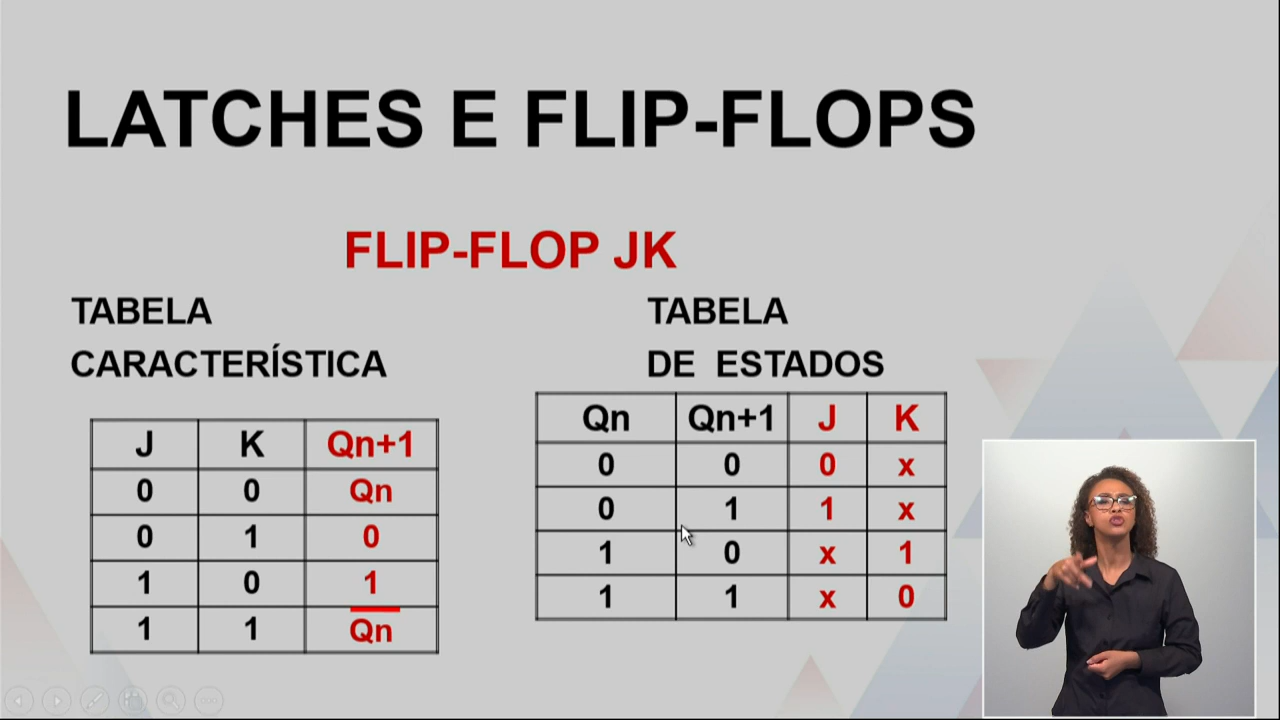 LATCHES E FLIP-FLOPS
FLIP-FLOP JK
TABELA
CARACTERÍSTICA
J K Qn+1
0 0 Qn
0 1 0
1 0 1
1 1 Q̅n̅
TABELA
DE ESTADOS
Qn Qn+1 J K
0 0 0 x
0 1 1 x
1 0 x 1
1 1 x 0